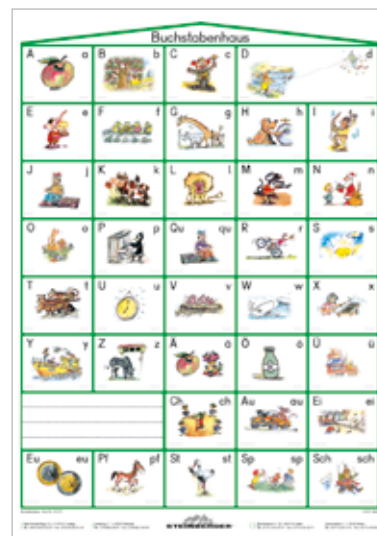 Buchstabenhaus
A a B b C c D d
E e F f G g H h I i
J j K k L l M m N n
O o P p Qu qu R r S s
T t U u V v W w X x
Y y Z z Ä ä Ö ö Ü ü
Ch ch Au au Ei ei
Eu eu Pf pf St st Sp sp Sch sch
STEINBERGER